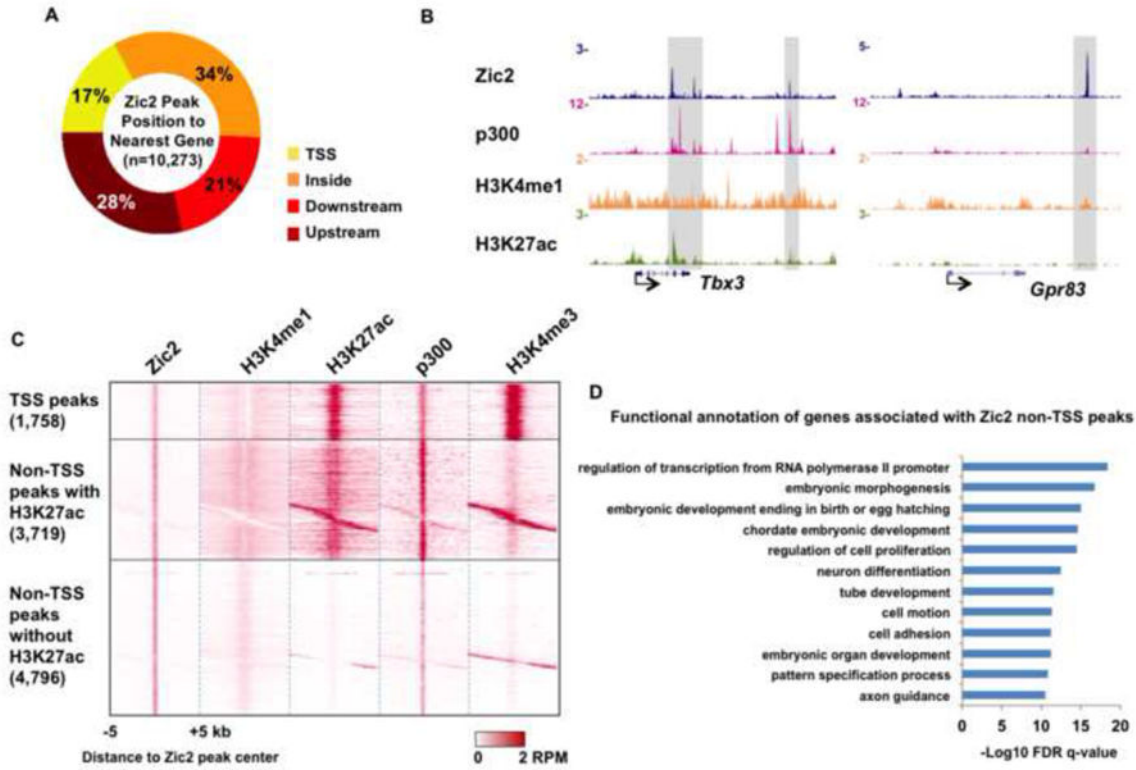 A
34%
17%
Zic2 Peak
Position to
Nearest Gene
(n=10,273)
28%
21%
TSS
Inside
Downstream
Upstream
B
Zic2
p300
H3K4me1
H3K27ac
3-
12-
2-
3-
5-
12-
2-
3-
Tbx3
Gpr83
C
Zic2
H3K4me1
H3K27ac
p300
H3K4me3
TSS peaks
(1,758)
Non-TSS
peaks with
H3K27ac
(3,719)
Non-TSS
peaks
without
H3K27ac
(4,796)
-5
+5 kb
Distance to Zic2 peak center
0
2 RPM
D
Functional annotation of genes associated with Zic2 non-TSS peaks
regulation of transcription from RNA polymerase II promoter
embryonic morphogenesis
embryonic development ending in birth or egg hatching
chordate embryonic development
regulation of cell proliferation
neuron differentiation
tube development
cell motion
cell adhesion
embryonic organ development
pattern specification process
axon guidance
0 5 10 15 20
-Log10 FDR q-value